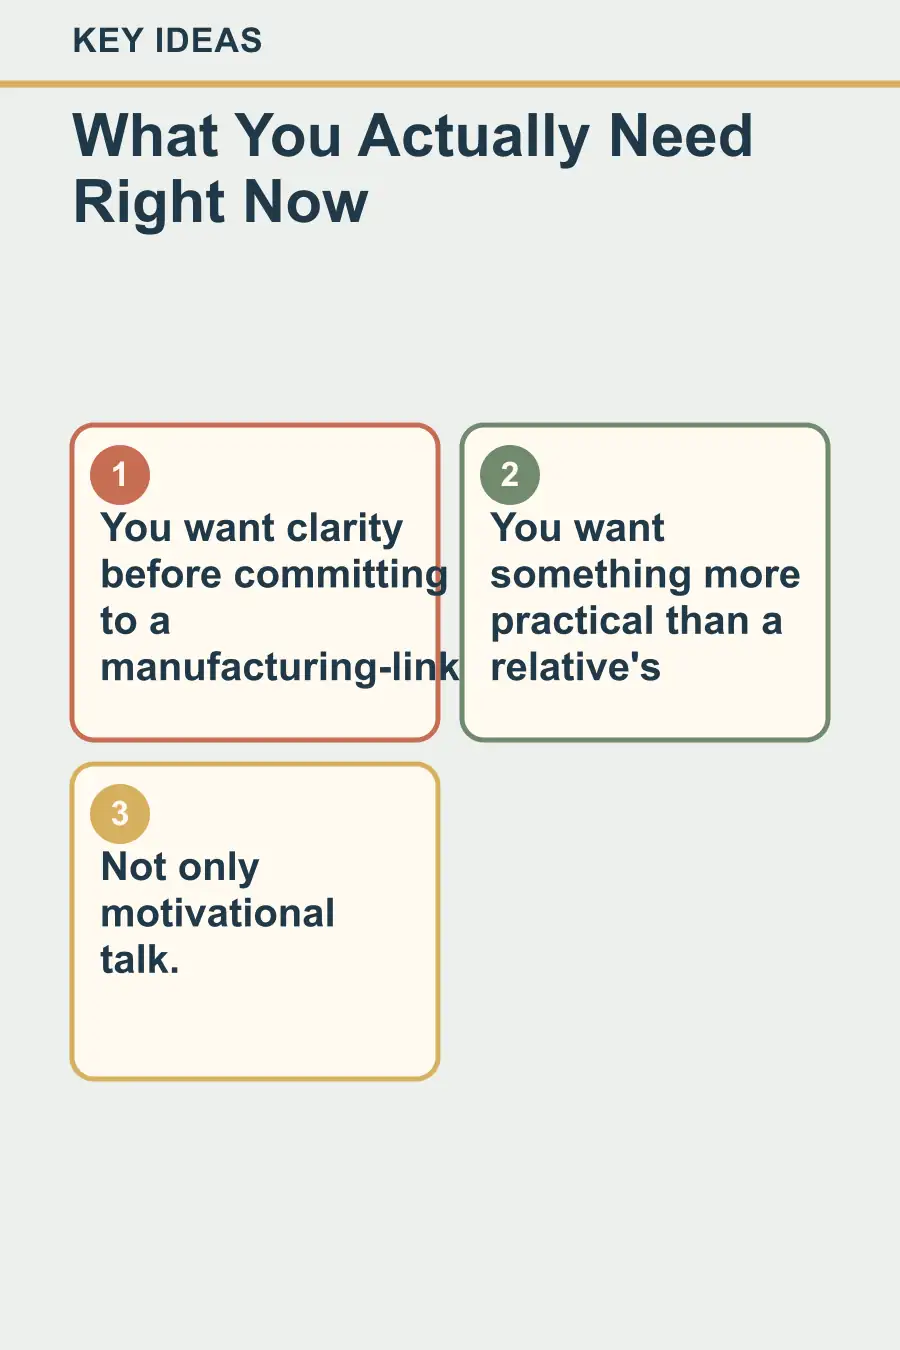 KEY IDEAS
What You Actually Need
Right Now
1
You want clarity
before committing
to a
manufacturing-link
2
You want
something more
practical than a
relative's
3
Not only
motivational
talk.